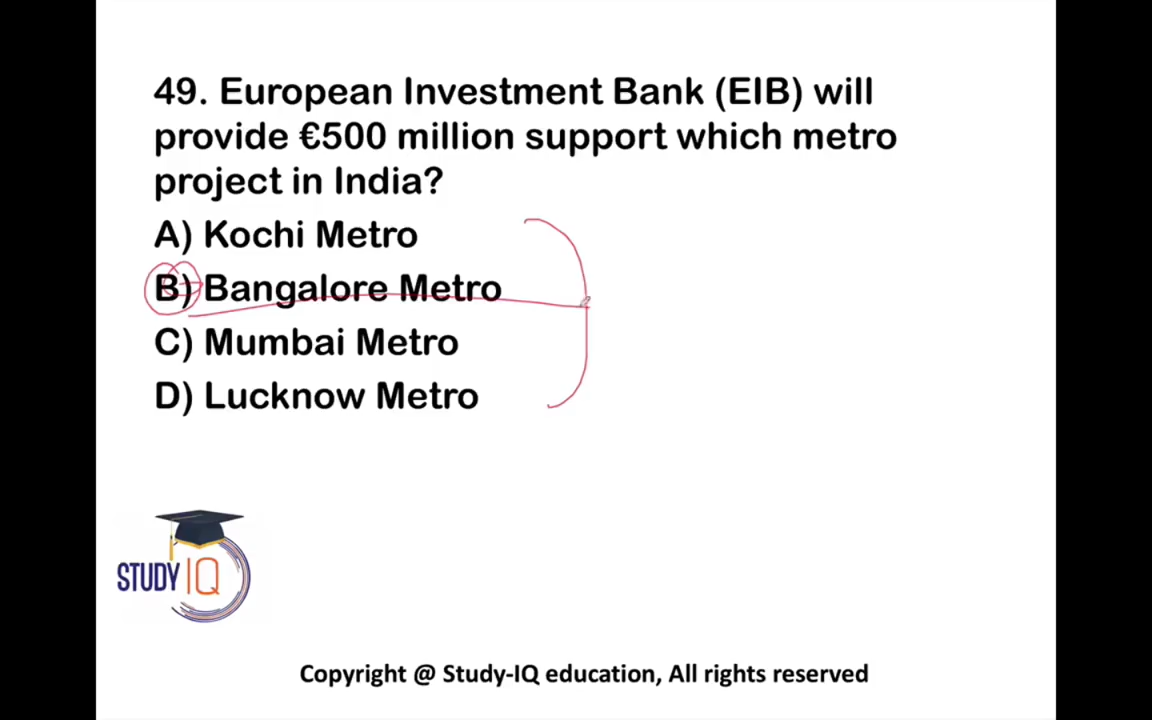 49. European Investment Bank (EIB) will
provide €500 million support which metro
project in India?
A) Kochi Metro
B) Bangalore Metro
C) Mumbai Metro
D) Lucknow Metro
STUDY IQ
Copyright @ Study-IQ education, All rights reserved